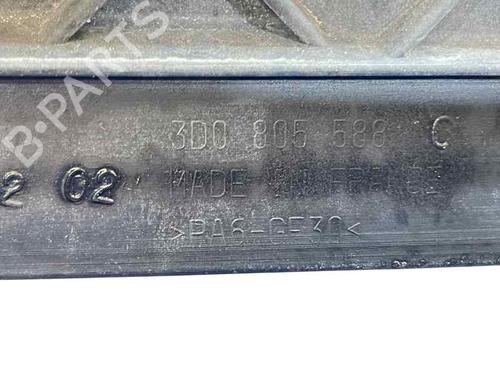 B-PARTS
3D0 805 588 C
2 02 MADE IN FRANCE
>PA6-GF30<